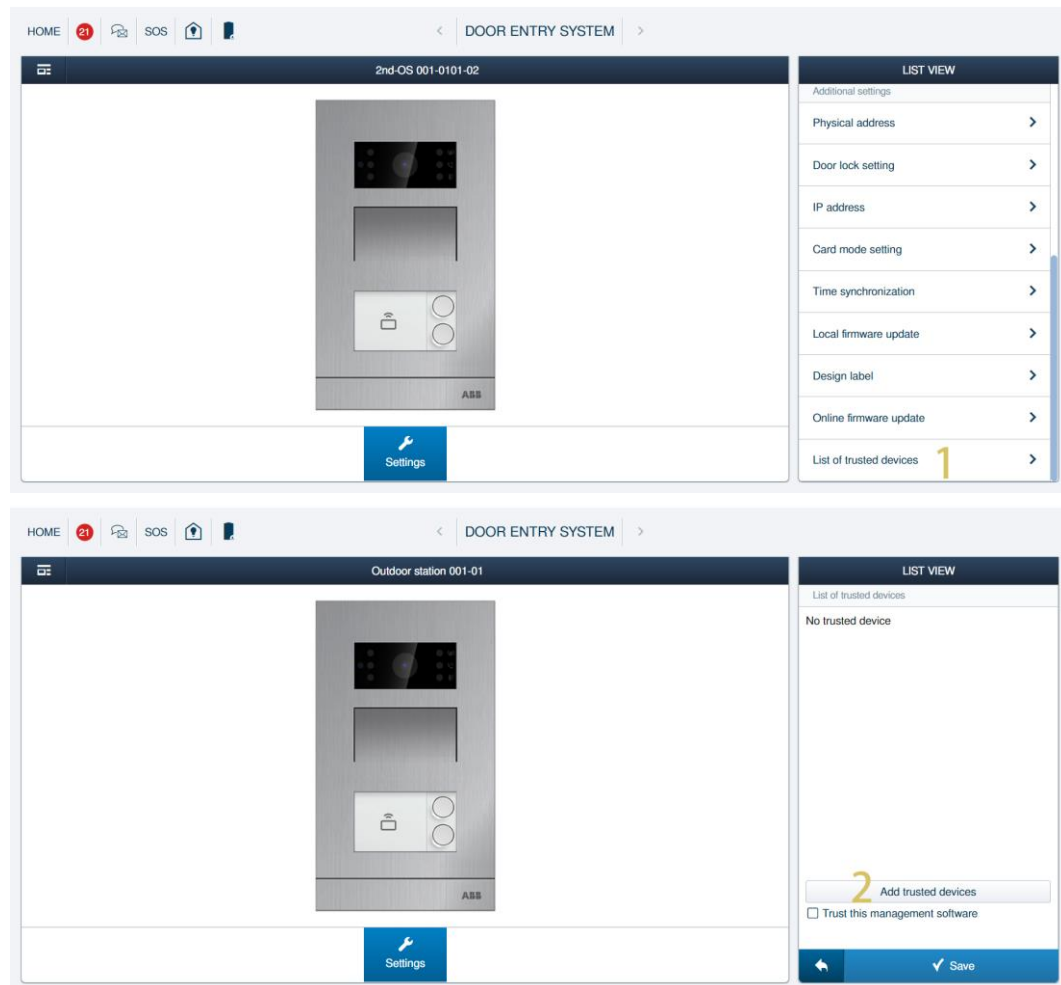 HOME 21 SOS DOOR ENTRY SYSTEM
2nd-OS 001-0101-02
LIST VIEW
Additional settings
Physical address
Door lock setting
IP address
Card mode setting
Time synchronization
Local firmware update
Design label
Online firmware update
List of trusted devices 1
ABB
Settings
HOME 21 SOS DOOR ENTRY SYSTEM
Outdoor station 001-01
LIST VIEW
List of trusted devices
No trusted device
2 Add trusted devices
Trust this management software
Save
ABB
Settings